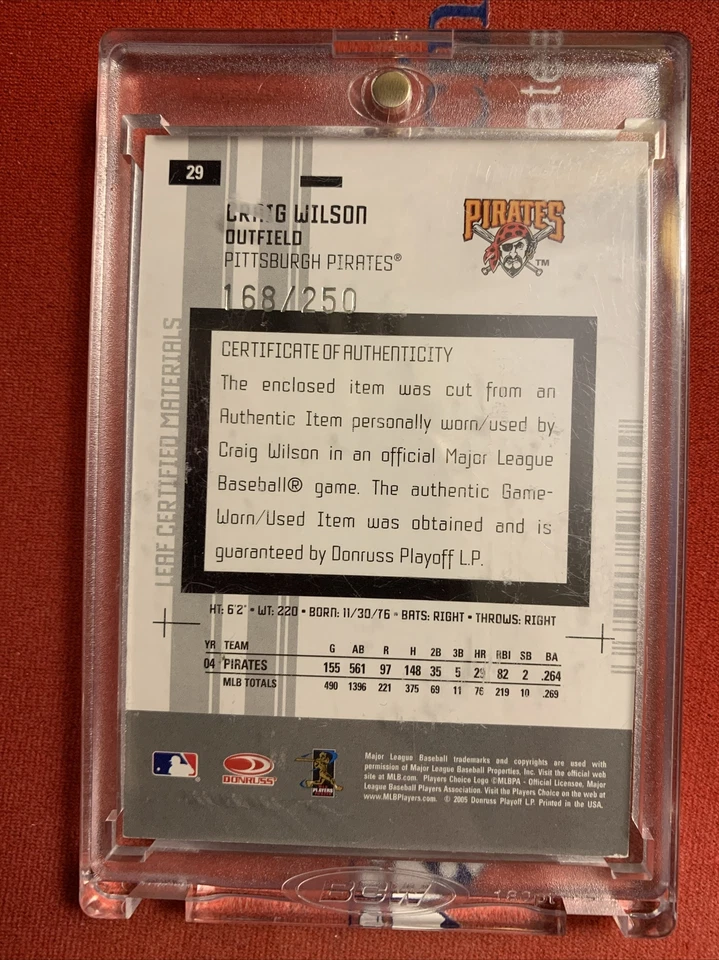 29
CRAIG WILSON
OUTFIELD
PITTSBURGH PIRATES®
PIRATES
TM
168/250
LEAF CERTIFIED MATERIALS
CERTIFICATE OF AUTHENTICITY
The enclosed item was cut from an
Authentic Item personally worn/used by
Craig Wilson in an official Major League
Baseball® game. The authentic Game-
Worn/Used Item was obtained and is
guaranteed by Donruss Playoff L.P.
HT: 6'2" • WT: 220 • BORN: 11/30/76 • BATS: RIGHT • THROWS: RIGHT
YR TEAM G AB R H 2B 3B HR RBI SB BA
04 PIRATES 155 561 97 148 35 5 29 82 2 .264
MLB TOTALS 490 1396 221 375 69 11 76 219 10 .269
DONRUSS
PLAYERS
Major League Baseball trademarks and copyrights are used with
permission of Major League Baseball Properties, Inc. Visit the official web
site at MLB.com. Players Choice Logo ©MLBPA - Official Licensee, Major
League Baseball Players Association. Visit the Players Choice on the web at
www.MLBPlayers.com. © 2005 Donruss Playoff L.P. Printed in the USA.
BCW